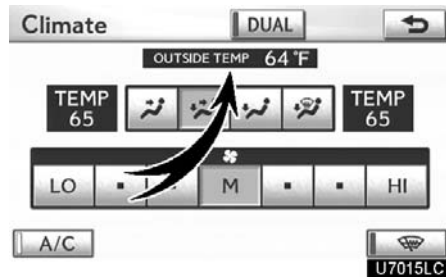 Climate DUAL
OUTSIDE TEMP 64°F
TEMP
65
TEMP
65
LO M HI
A/C
U7015LC